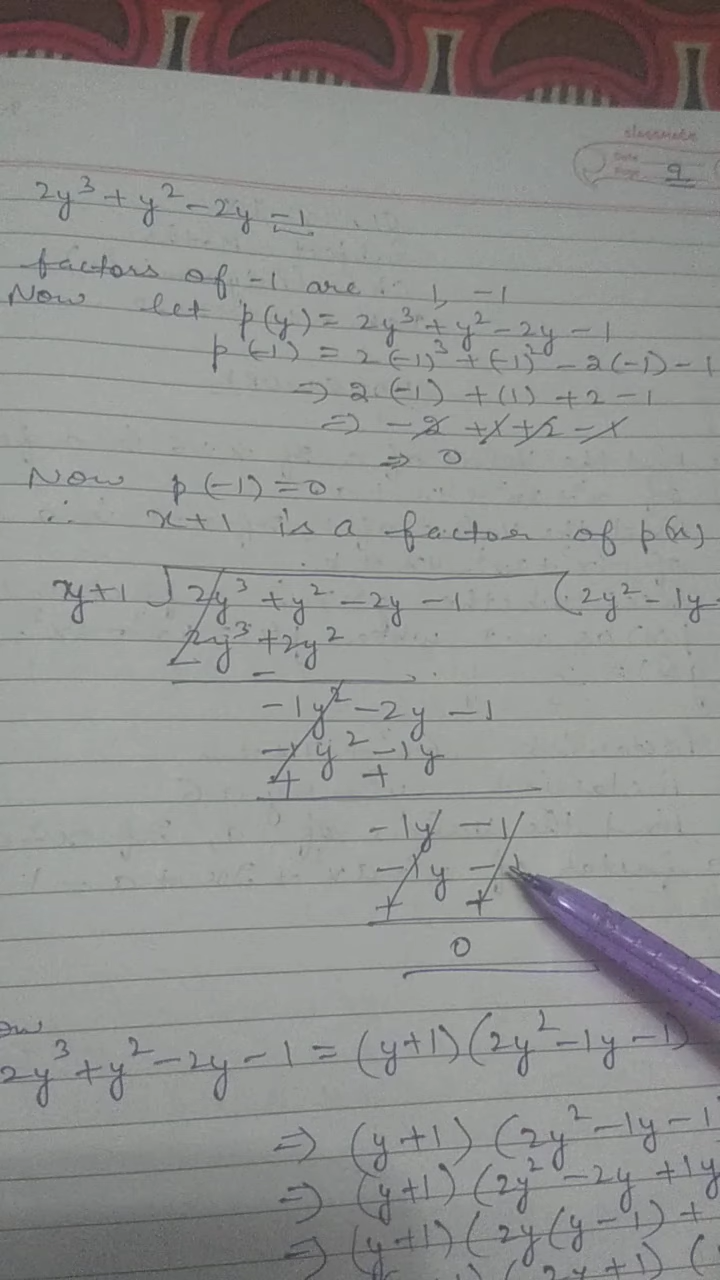 classmate
Date
Page 9
2y³ + y² - 2y - 1
factors of -1 are : 1, -1
Now let p(y) = 2y³ + y² - 2y - 1
p(-1) = 2(-1)³ + (-1)² - 2(-1) - 1
⇒ 2(-1) + (1) + 2 - 1
⇒ -2 + 1 + 2 - 1
⇒ 0
Now p(-1) = 0
∴ x+1 is a factor of p(x)
y+1 ) 2y³ + y² - 2y - 1 ( 2y² - 1y -
2y³ + 2y²
-
-1y² - 2y - 1
-1y² - 1y
+ +
-1y - 1
-1y - 1
+ +
0
2y³ + y² - 2y - 1 = (y+1) (2y² - 1y - 1)
⇒ (y+1) (2y² - 1y - 1
⇒ (y+1) (2y² - 2y + 1y
⇒ (y+1) (2y(y-1) +